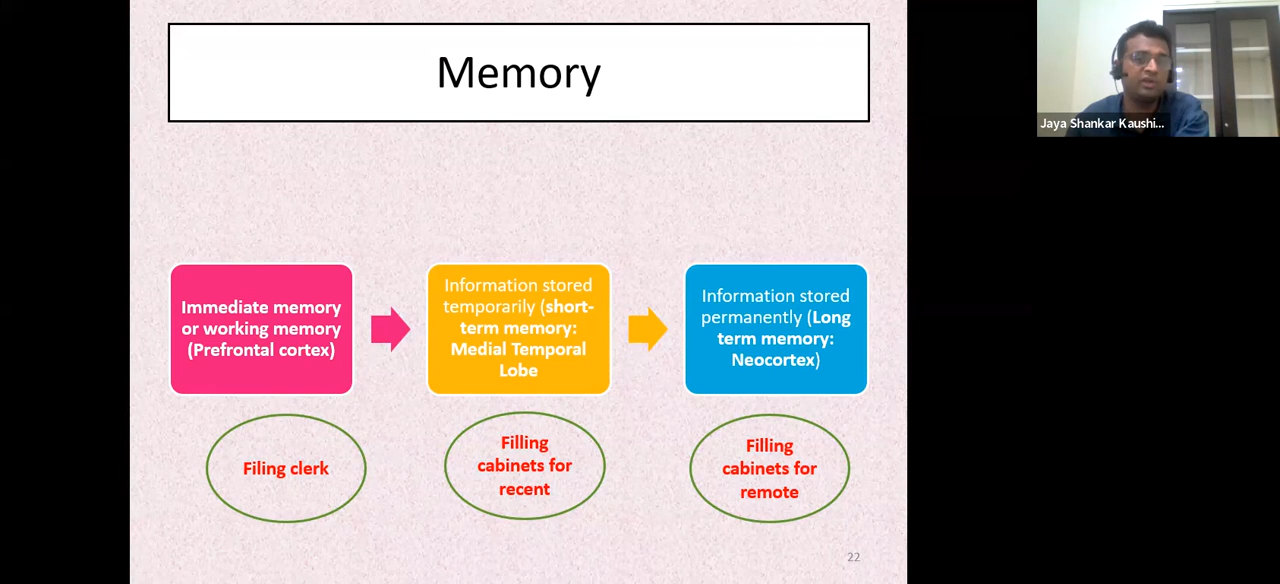 Memory
Jaya Shankar Kaushi...
Immediate memory
or working memory
(Prefrontal cortex)
Information stored
temporarily (short-
term memory:
Medial Temporal
Lobe
Information stored
permanently (Long
term memory:
Neocortex)
Filing clerk
Filling
cabinets for
recent
Filling
cabinets for
remote
22